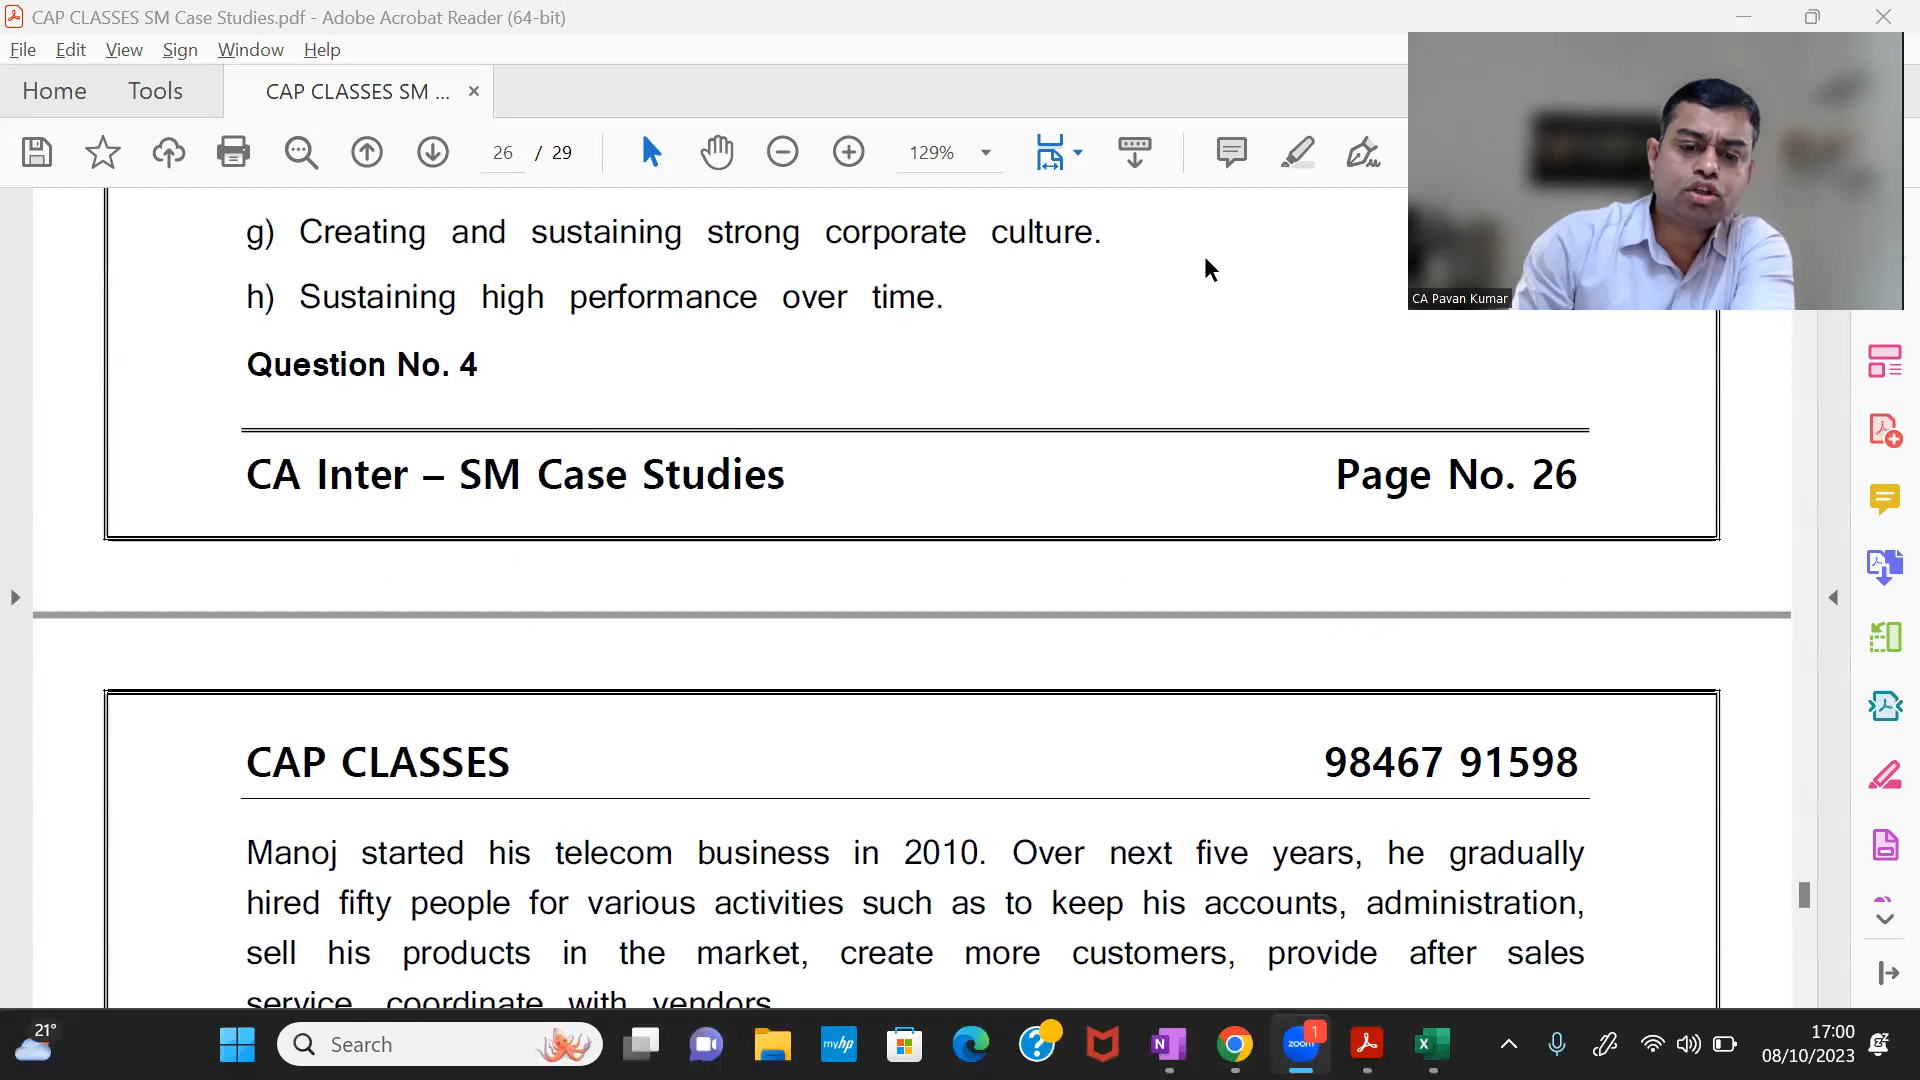 CAP CLASSES SM Case Studies.pdf - Adobe Acrobat Reader (64-bit)
File Edit View Sign Window Help
Home Tools CAP CLASSES SM ... ×
26 / 29 129%
CA Pavan Kumar
g) Creating and sustaining strong corporate culture.
h) Sustaining high performance over time.
Question No. 4
CA Inter – SM Case Studies Page No. 26
CAP CLASSES 98467 91598
Manoj started his telecom business in 2010. Over next five years, he gradually
hired fifty people for various activities such as to keep his accounts, administration,
sell his products in the market, create more customers, provide after sales
service, coordinate with vendors.
21° Search myhp zoom 1 17:00
08/10/2023